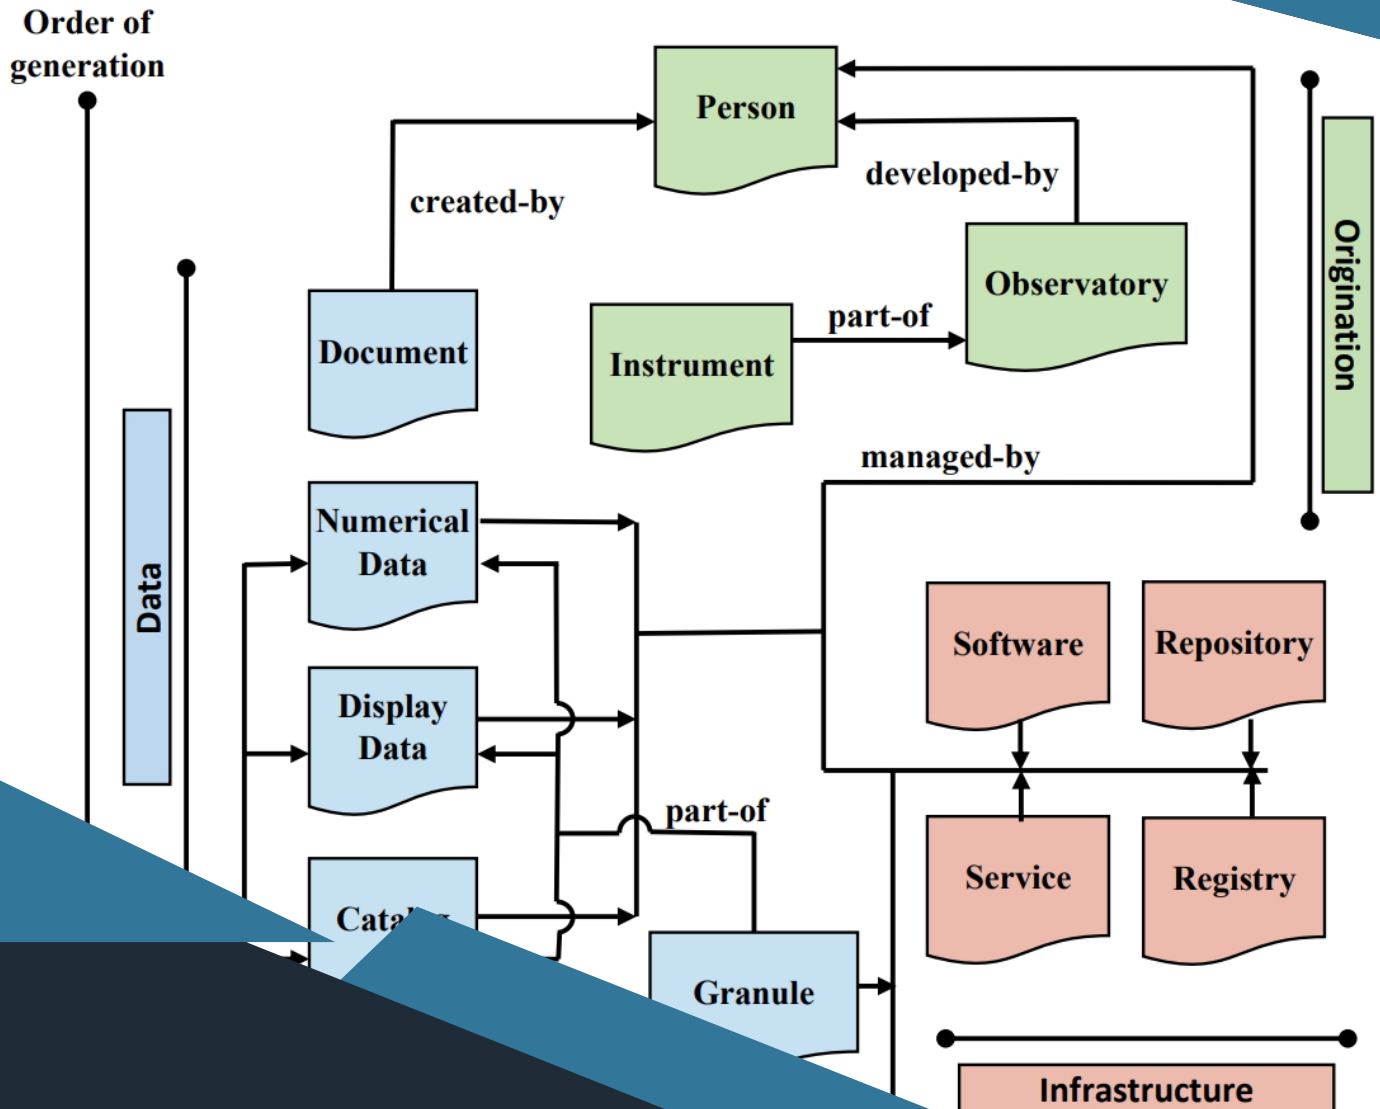 Order of
generation
Person
created-by
developed-by
Observatory
Origination
Document
Instrument
part-of
managed-by
Numerical
Data
Data
Software
Repository
Display
Data
part-of
Service
Registry
Granule
Infrastructure